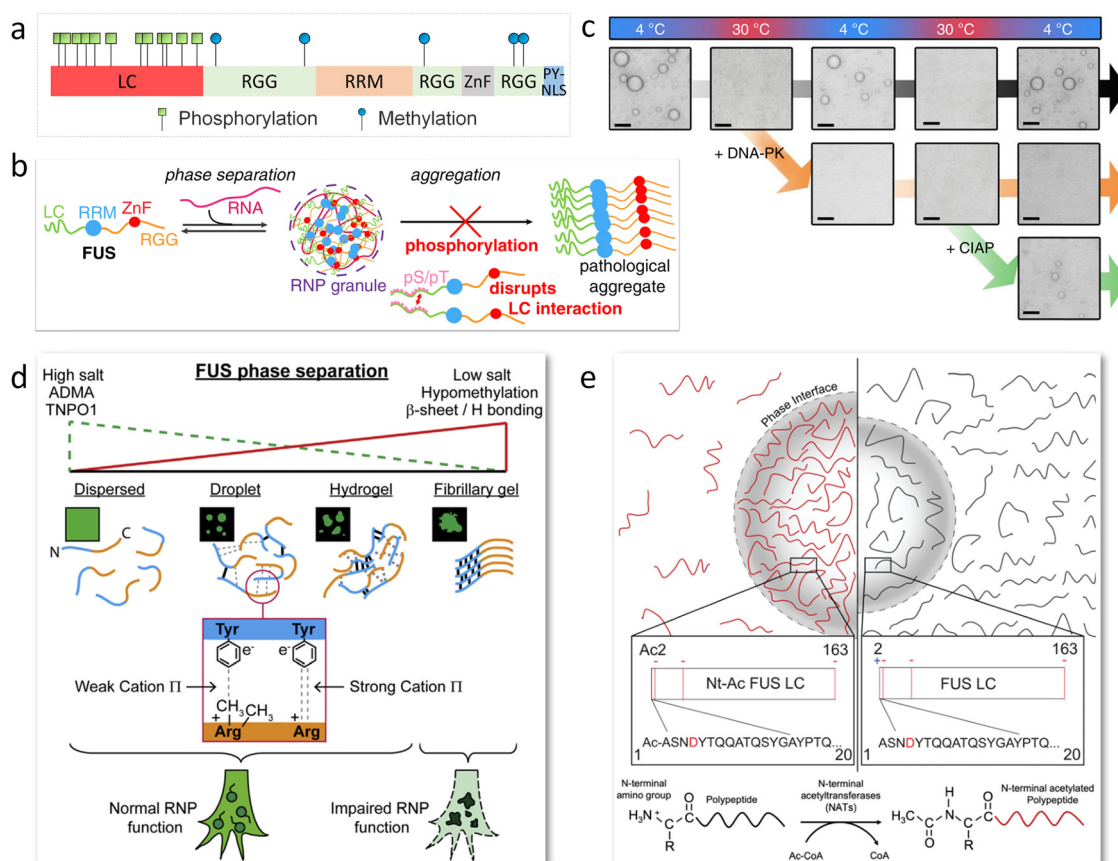 a
LC
RGG
RRM
RGG
ZnF
RGG
PY-
NLS
Phosphorylation
Methylation
b
phase separation
aggregation
LC
RRM
ZnF
RGG
FUS
RNA
RNP granule
phosphorylation
pS/pT
disrupts
LC interaction
pathological
aggregate
c
4 °C
30 °C
4 °C
30 °C
4 °C
+ DNA-PK
+ CIAP
d
FUS phase separation
High salt
ADMA
TNPO1
Low salt
Hypomethylation
β-sheet / H bonding
Dispersed
Droplet
Hydrogel
Fibrillary gel
N
C
Tyr
Tyr
e-
e-
Weak Cation Π
Strong Cation Π
CH3
CH3
+
+
Arg
Arg
Normal RNP
function
Impaired RNP
function
e
Phase Interface
Ac2
163
-
-
-
Nt-Ac FUS LC
Ac-ASNDYTQQATQSYGAYPTQ...
1
20
2
163
+
-
-
-
FUS LC
ASNDYTQQATQSYGAYPTQ...
1
20
N-terminal
amino group
Polypeptide
H3N+
O
R
N-terminal
acetyltransferases
(NATs)
Ac-CoA
CoA
N-terminal acetylated
Polypeptide
H3C
O
H
N
O
R